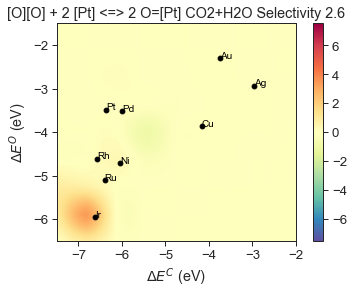 [O][O] + 2 [Pt] <=> 2 O=[Pt] CO2+H2O Selectivity 2.6
−2
−3
−4
−5
−6
ΔE^O (eV)
Au
Ag
Cu
Pt
Pd
Rh
Ni
Ru
Ir
−7
−6
−5
−4
−3
−2
ΔE^C (eV)
6
4
2
0
−2
−4
−6